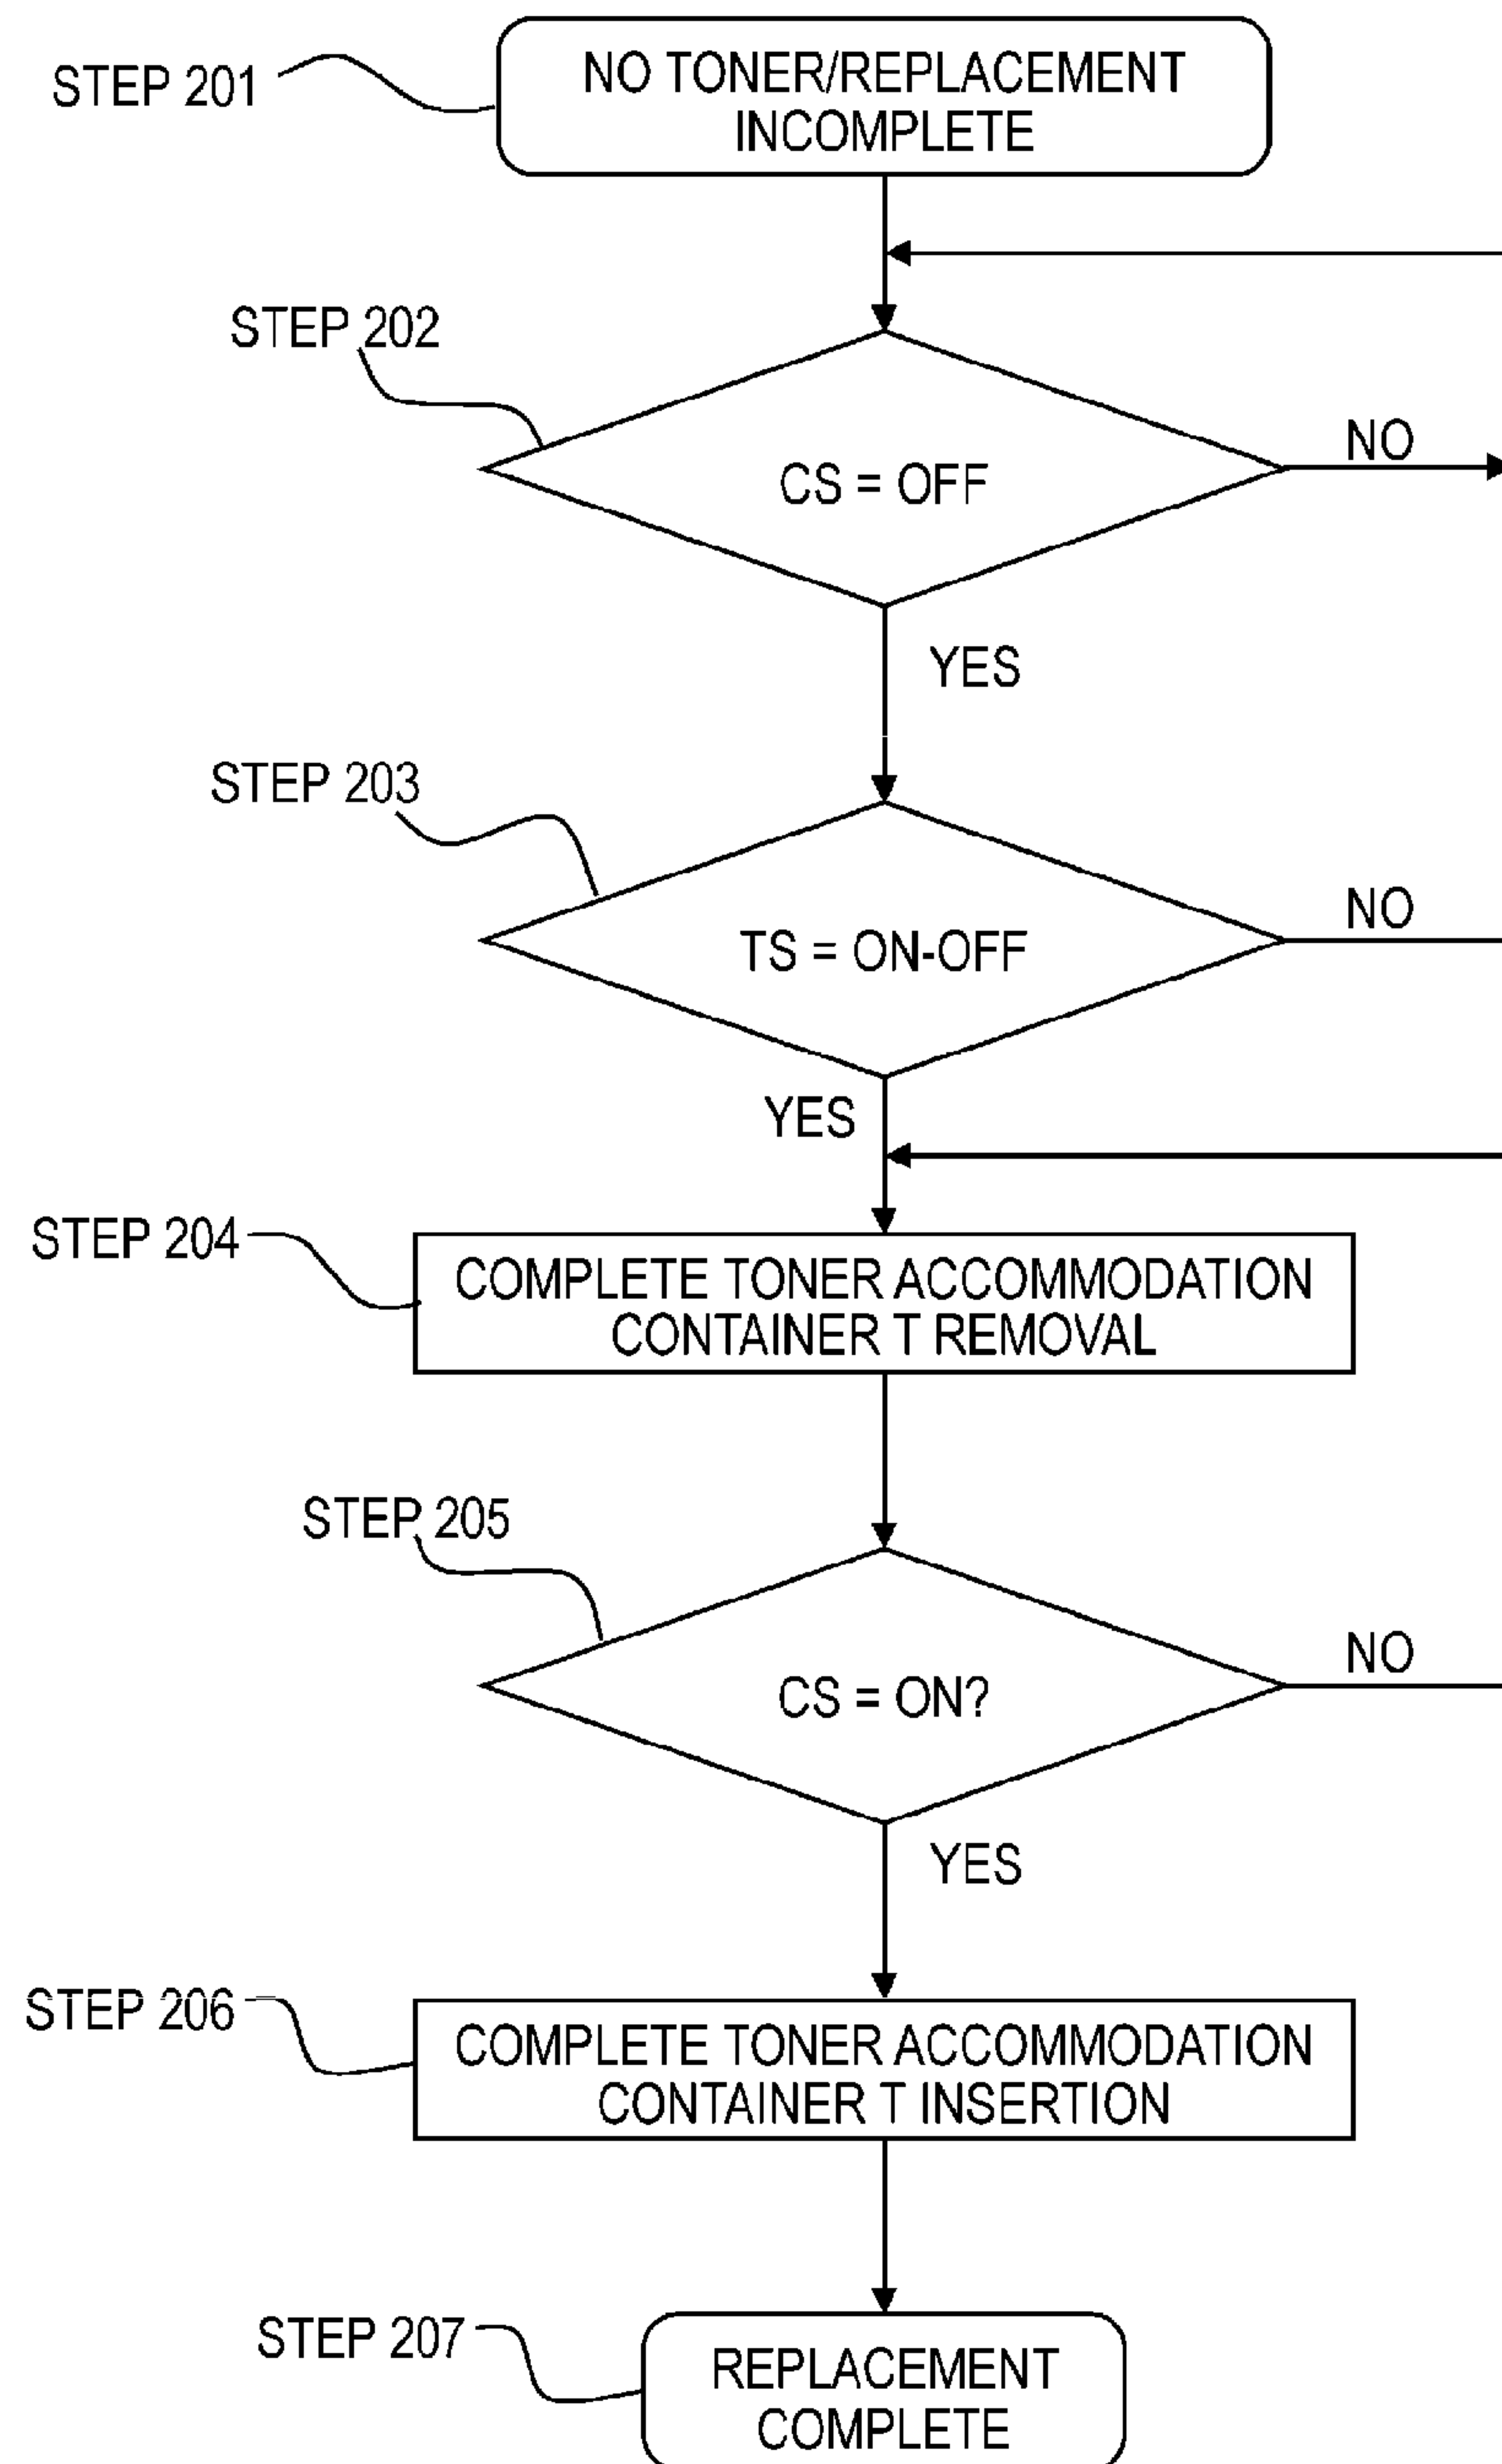 STEP 201
NO TONER/REPLACEMENT
INCOMPLETE
STEP 202
CS = OFF
NO
YES
STEP 203
TS = ON-OFF
NO
YES
STEP 204
COMPLETE TONER ACCOMMODATION
CONTAINER T REMOVAL
STEP 205
CS = ON?
NO
YES
STEP 206
COMPLETE TONER ACCOMMODATION
CONTAINER T INSERTION
STEP 207
REPLACEMENT
COMPLETE